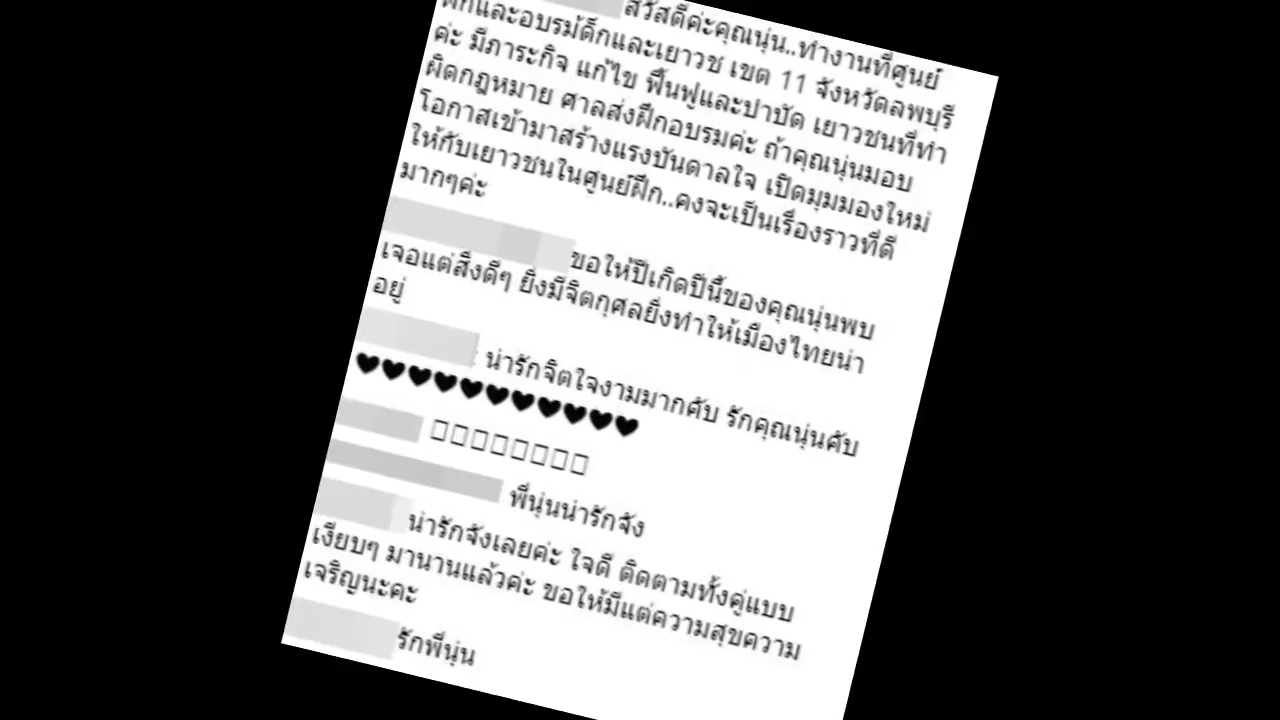 สวัสดีค่ะคุณนุ่น..ทำงานที่ศูนย์
ฝึกและอบรมด็กและเยาวช เขต 11 จังหวัดลพบุรี
ค่ะ มีภาระกิจ แก้ไข ฟื้นฟูและบำบัด เยาวชนที่ทำ
ผิดกฎหมาย ศาลส่งฝึกอบรมค่ะ ถ้าคุณนุ่นมอบ
โอกาสเข้ามาสร้างแรงบันดาลใจ เปิดมุมมองใหม่
ให้กับเยาวชนในศูนย์ฝึก..คงจะเป็นเรื่องราวที่ดี
มากๆค่ะ
ขอให้ปีเกิดปีนี้ของคุณนุ่นพบ
เจอแต่สิ่งดีๆ ยิ่งมีจิตกุศลยิ่งทำให้เมืองไทยน่า
อยู่
น่ารักจิตใจงามมากคับ รักคุณนุ่นคับ
♥♥♥♥♥♥♥♥♥♥♥
พี่นุ่นน่ารักจัง
น่ารักจังเลยค่ะ ใจดี ติดตามทั้งคู่แบบ
เงียบๆ มานานแล้วค่ะ ขอให้มีแต่ความสุขความ
เจริญนะคะ
รักพี่นุ่น